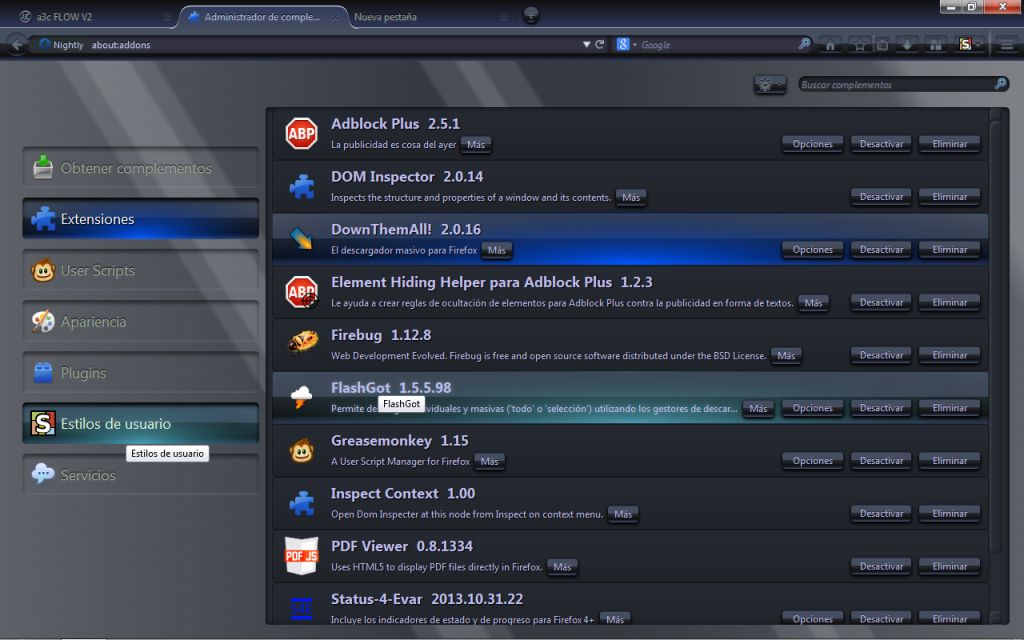 a3c FLOW V2
Administrador de comple...
Nueva pestaña
Nightly about:addons
Google
Buscar complementos
Obtener complementos
Extensiones
User Scripts
Apariencia
Plugins
Estilos de usuario
Estilos de usuario
Servicios
ABP
Adblock Plus 2.5.1
La publicidad es cosa del ayer Más
Opciones Desactivar Eliminar
DOM Inspector 2.0.14
Inspects the structure and properties of a window and its contents. Más
Desactivar Eliminar
DownThemAll! 2.0.16
El descargador masivo para Firefox Más
Opciones Desactivar Eliminar
ABP
Element Hiding Helper para Adblock Plus 1.2.3
Le ayuda a crear reglas de ocultación de elementos para Adblock Plus contra la publicidad en forma de textos. Más
Desactivar Eliminar
Firebug 1.12.8
Web Development Evolved. Firebug is free and open source software distributed under the BSD License. Más
Desactivar Eliminar
FlashGot 1.5.5.98
FlashGot
Permite ('todo' o 'selección') utilizando los gestores de descar... Más
Opciones Desactivar Eliminar
Greasemonkey 1.15
A User Script Manager for Firefox Más
Opciones Desactivar Eliminar
Inspect Context 1.00
Open Dom Inspecter at this node from Inspect on context menu. Más
Desactivar Eliminar
PDF JS
PDF Viewer 0.8.1334
Uses HTML5 to display PDF files directly in Firefox. Más
Desactivar Eliminar
S4E
Status-4-Evar 2013.10.31.22
Incluye los indicadores de estado y de progreso para Firefox 4+ Más
Opciones Desactivar Eliminar